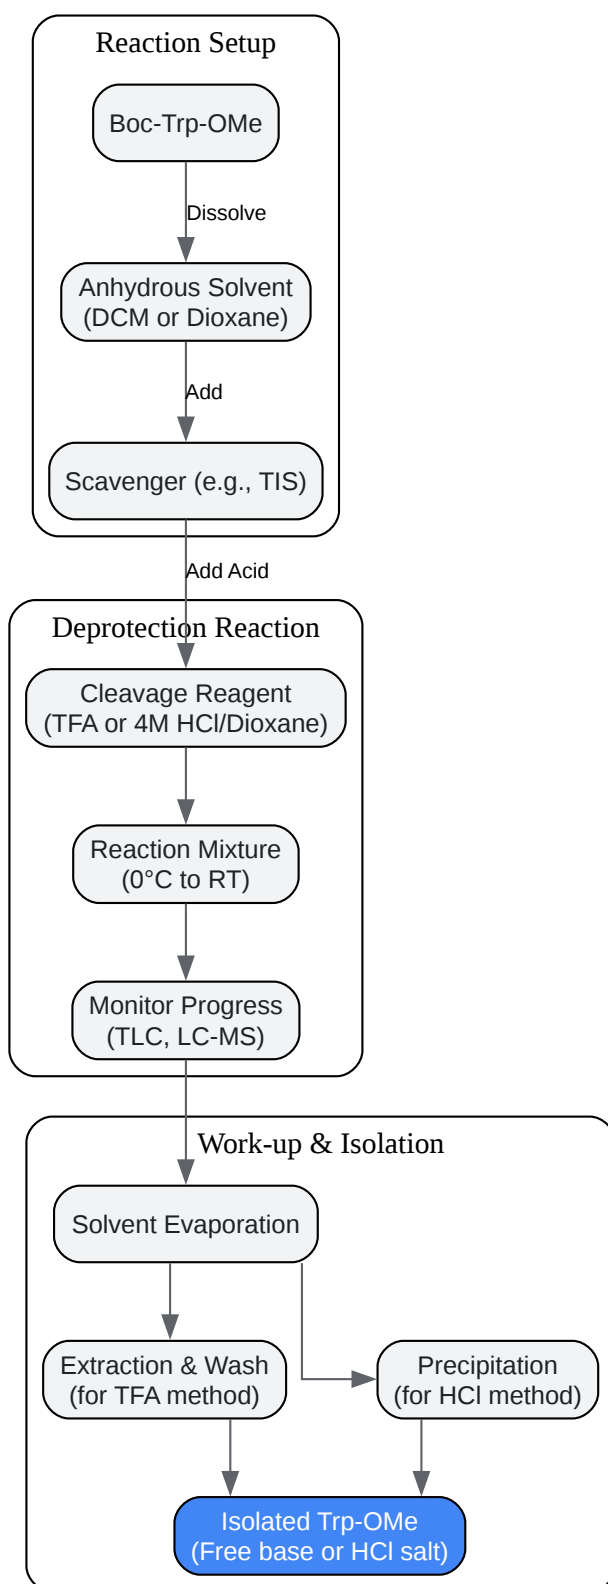 Reaction Setup
Boc-Trp-OMe
Dissolve
Anhydrous Solvent
(DCM or Dioxane)
Add
Scavenger (e.g., TIS)
Add Acid
Deprotection Reaction
Cleavage Reagent
(TFA or 4M HCl/Dioxane)
Reaction Mixture
(0°C to RT)
Monitor Progress
(TLC, LC-MS)
Work-up & Isolation
Solvent Evaporation
Extraction & Wash
(for TFA method)
Precipitation
(for HCl method)
Isolated Trp-OMe
(Free base or HCl salt)